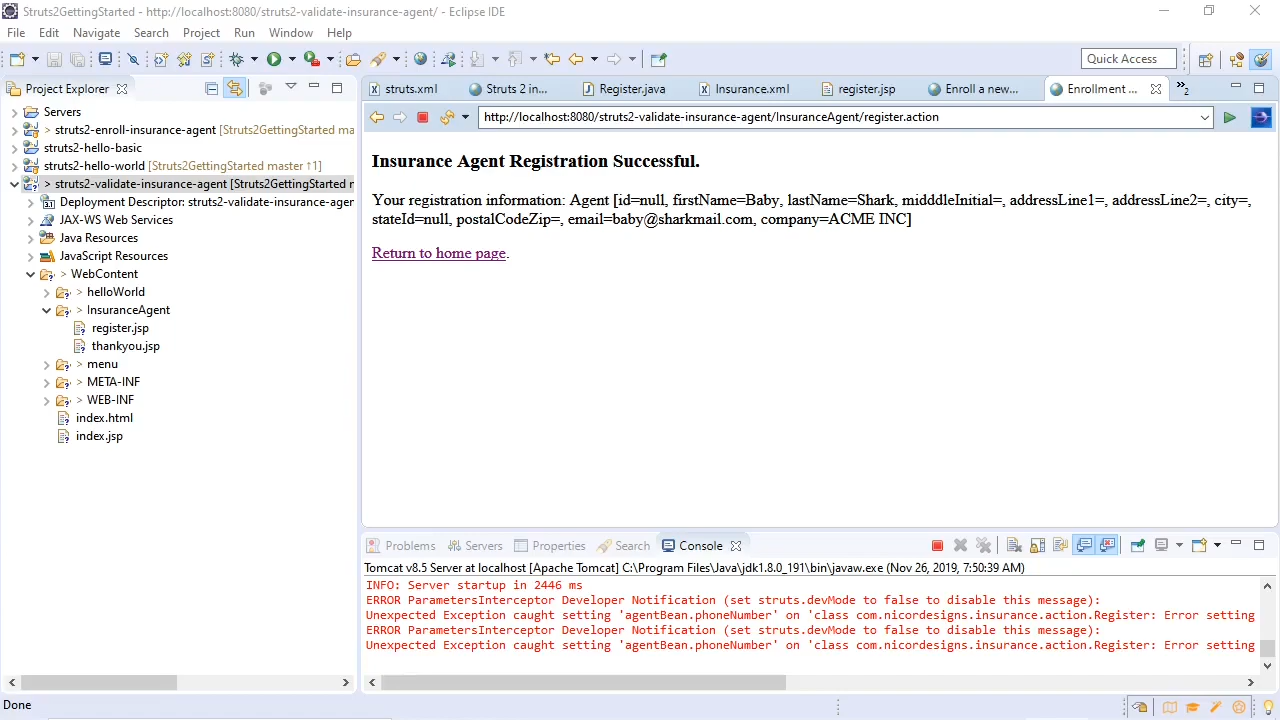 Struts2GettingStarted - http://localhost:8080/struts2-validate-insurance-agent/ - Eclipse IDE
File Edit Navigate Search Project Run Window Help
Quick Access
Project Explorer
struts.xml Struts 2 in... Register.java Insurance.xml register.jsp Enroll a new... Enrollment ... »2
http://localhost:8080/struts2-validate-insurance-agent/InsuranceAgent/register.action
Servers
> struts2-enroll-insurance-agent [Struts2GettingStarted ma
struts2-hello-basic
struts2-hello-world [Struts2GettingStarted master ↑1]
> struts2-validate-insurance-agent [Struts2GettingStarted r
Deployment Descriptor: struts2-validate-insurance-agen
JAX-WS Web Services
Java Resources
JavaScript Resources
> WebContent
> helloWorld
> InsuranceAgent
register.jsp
thankyou.jsp
> menu
> META-INF
> WEB-INF
index.html
index.jsp
Insurance Agent Registration Successful.
Your registration information: Agent [id=null, firstName=Baby, lastName=Shark, midddleInitial=, addressLine1=, addressLine2=, city=,
stateId=null, postalCodeZip=, email=baby@sharkmail.com, company=ACME INC]
Return to home page.
Problems Servers Properties Search Console
Tomcat v8.5 Server at localhost [Apache Tomcat] C:\Program Files\Java\jdk1.8.0_191\bin\javaw.exe (Nov 26, 2019, 7:50:39 AM)
INFO: Server startup in 2446 ms
ERROR ParametersInterceptor Developer Notification (set struts.devMode to false to disable this message):
Unexpected Exception caught setting 'agentBean.phoneNumber' on 'class com.nicordesigns.insurance.action.Register: Error setting
ERROR ParametersInterceptor Developer Notification (set struts.devMode to false to disable this message):
Unexpected Exception caught setting 'agentBean.phoneNumber' on 'class com.nicordesigns.insurance.action.Register: Error setting
Done